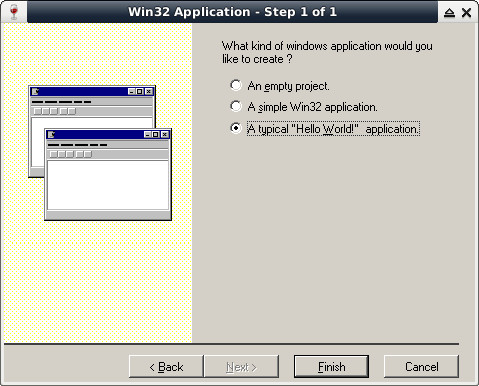 Win32 Application - Step 1 of 1
What kind of windows application would you
like to create ?
An empty project.
A simple Win32 application.
A typical "Hello World!" application.
< Back
Next >
Finish
Cancel